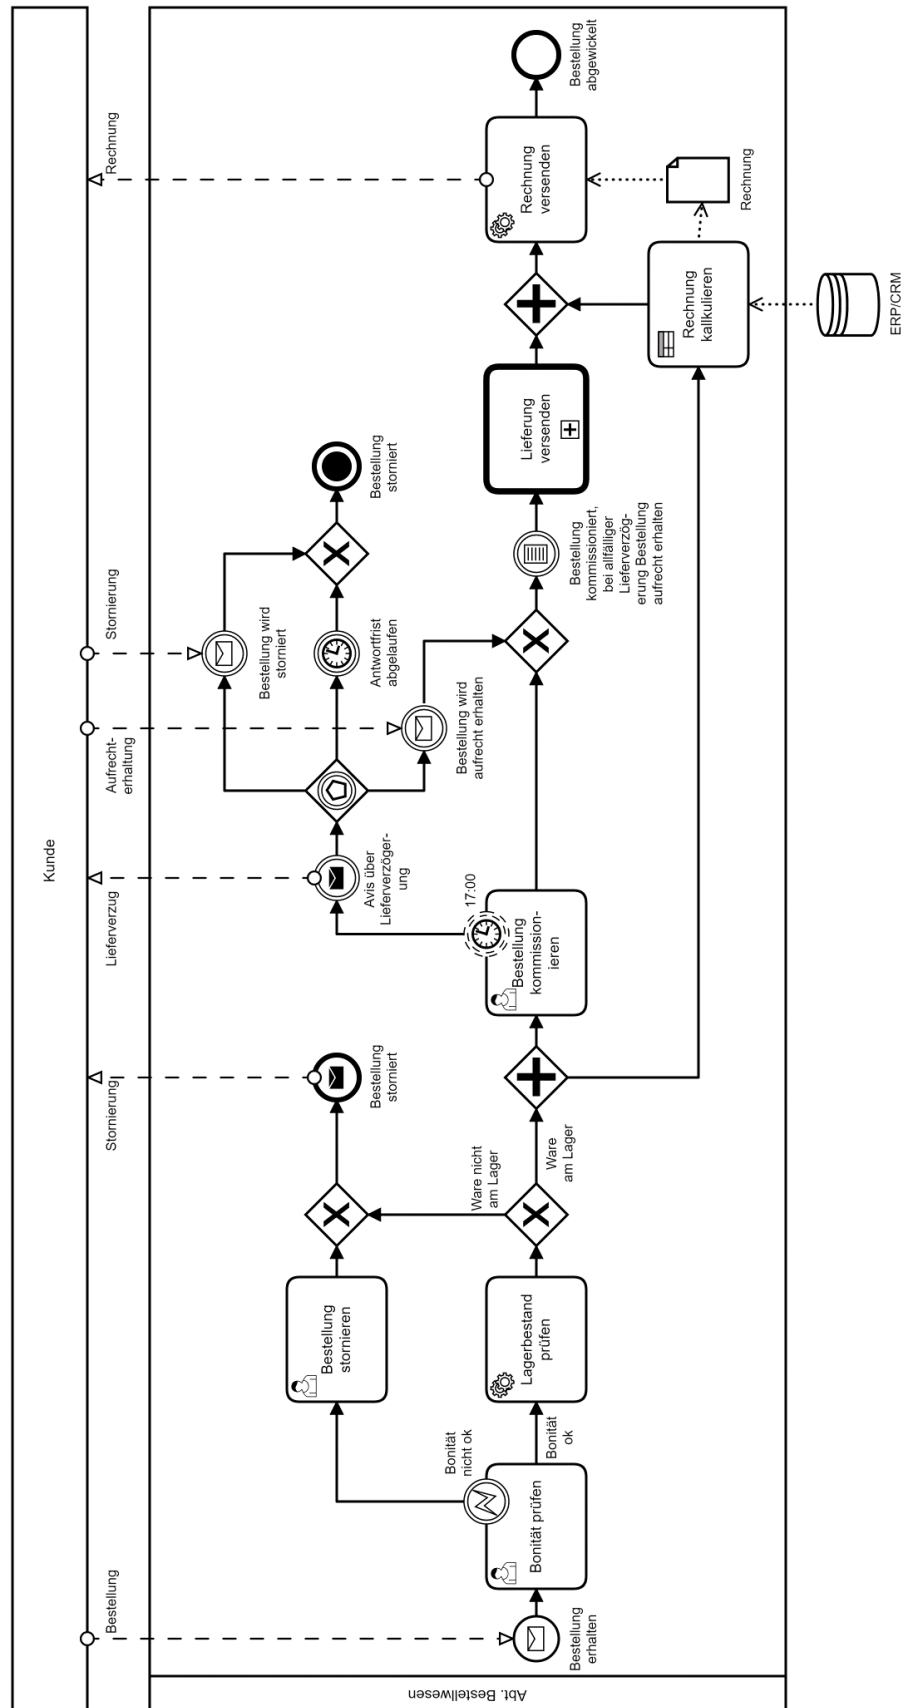 Kunde
Bestellung
Stornierung
Lieferverzug
Aufrecht-
erhaltung
Stornierung
Rechnung
Abt. Bestellwesen
Bestellung
erhalten
Bonität prüfen
Bonität
nicht ok
Bonität
ok
Bestellung
stornieren
Lagerbestand
prüfen
Ware nicht
am Lager
Ware
am Lager
Bestellung
storniert
Bestellung
kommission-
ieren
17:00
Avis über
Lieferverzöger-
ung
Bestellung wird
storniert
Antwortfrist
abgelaufen
Bestellung wird
aufrecht erhalten
Bestellung
storniert
Bestellung
kommissioniert,
bei allfälliger
Lieferverzög-
erung Bestellung
aufrecht erhalten
Lieferung
versenden
Rechnung
kallkulieren
Rechnung
Rechnung
versenden
Bestellung
abgewickelt
ERP/CRM